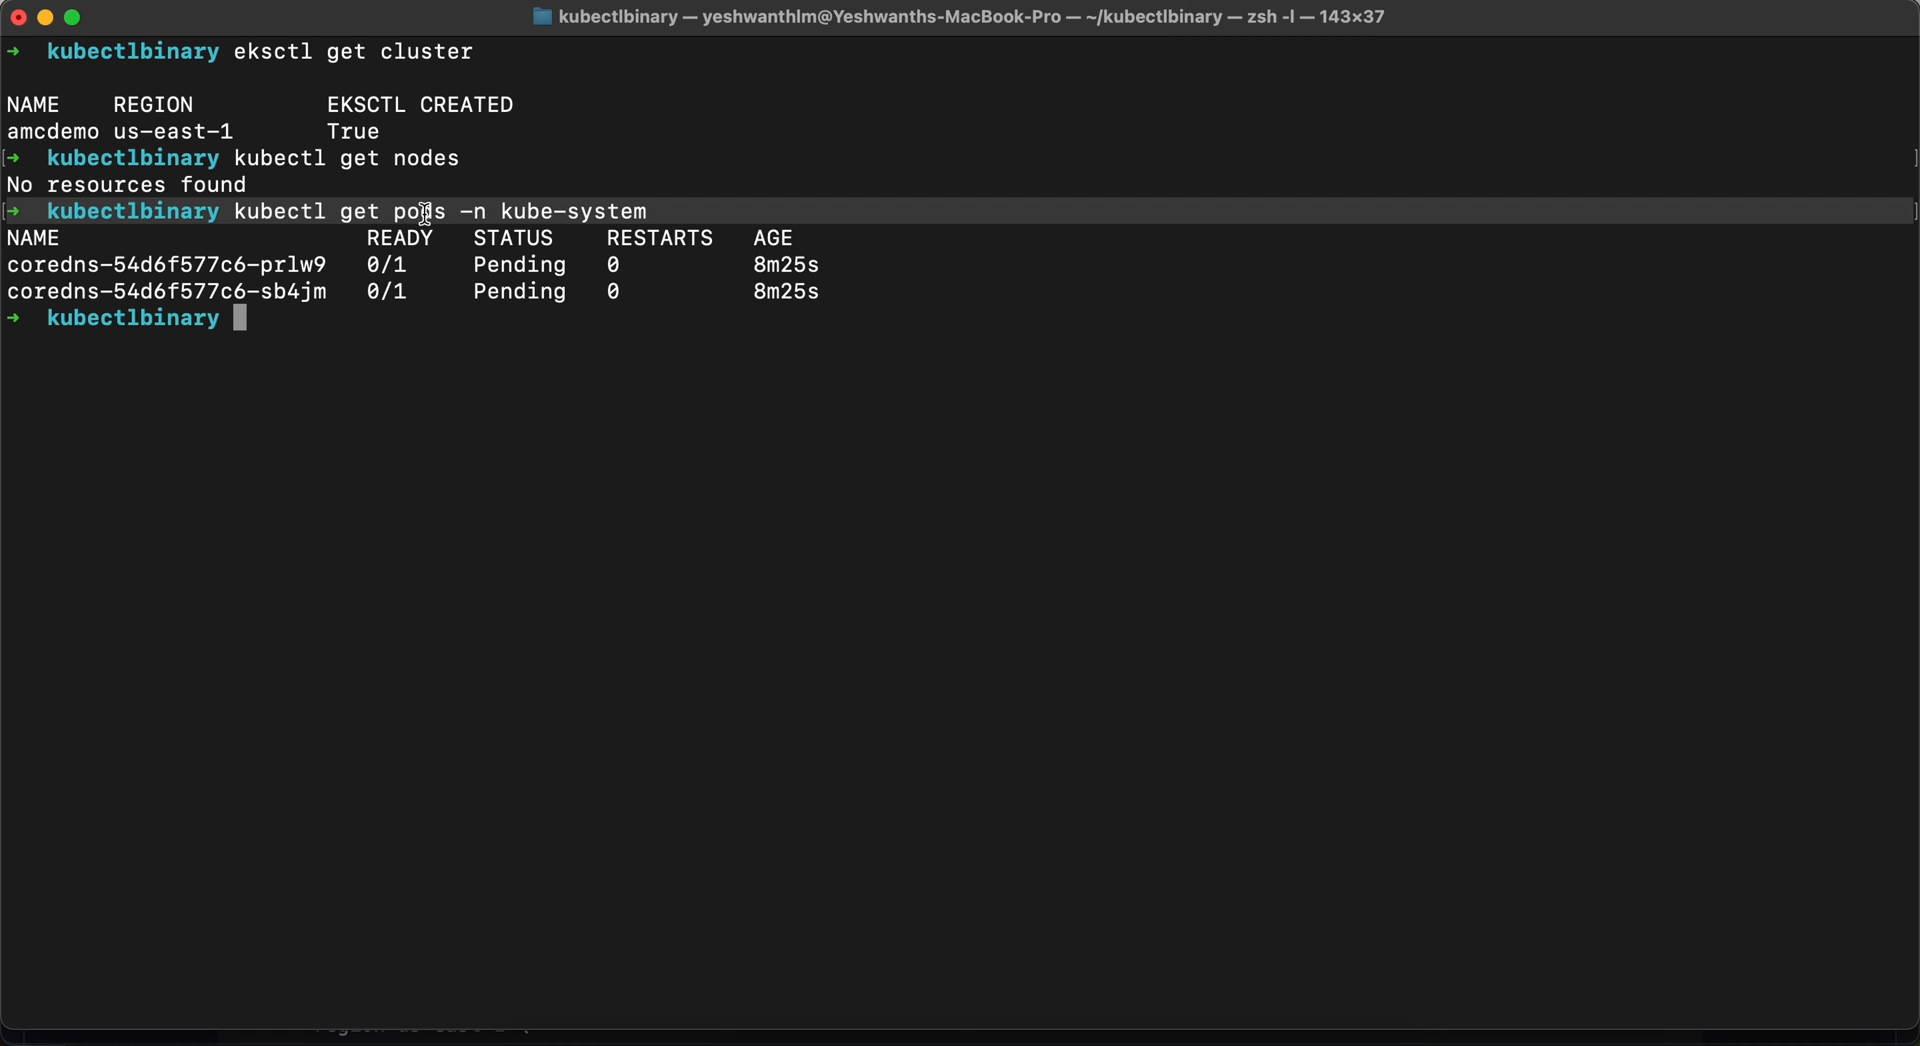 kubectlbinary — yeshwanthlm@Yeshwanths-MacBook-Pro — ~/kubectlbinary — zsh -l — 143×37
→ kubectlbinary eksctl get cluster
NAME REGION EKSCTL CREATED
amcdemo us-east-1 True
[→ kubectlbinary kubectl get nodes ]
No resources found
[→ kubectlbinary kubectl get pods -n kube-system ]
NAME READY STATUS RESTARTS AGE
coredns-54d6f577c6-prlw9 0/1 Pending 0 8m25s
coredns-54d6f577c6-sb4jm 0/1 Pending 0 8m25s
→ kubectlbinary